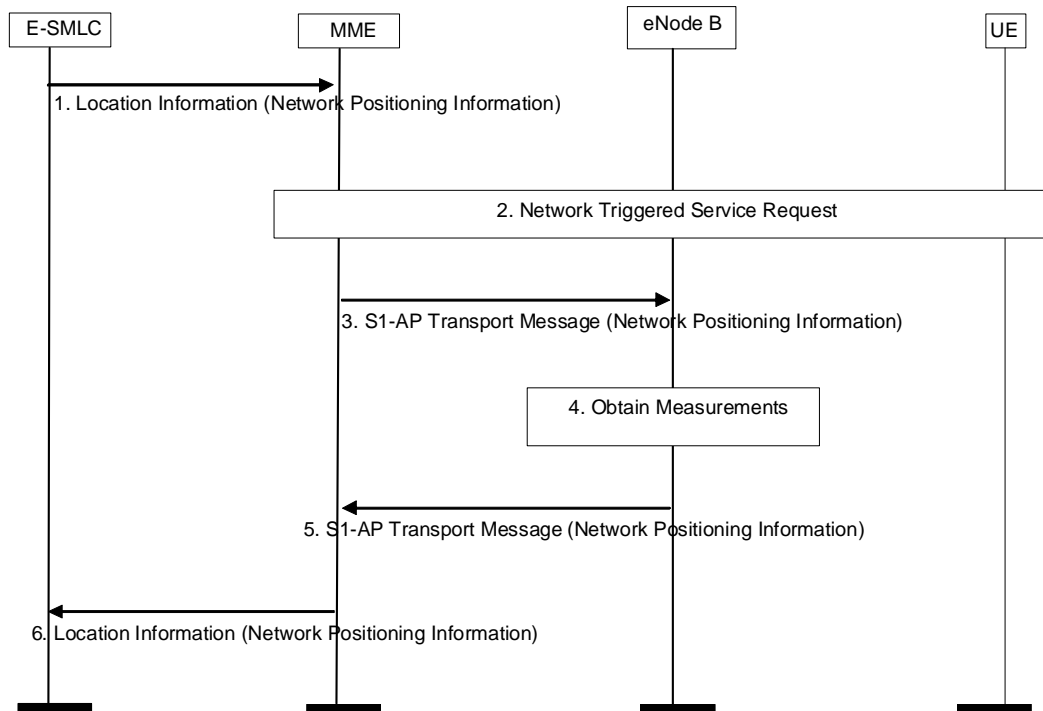 E-SMLC
MME
eNode B
UE
1. Location Information (Network Positioning Information)
2. Network Triggered Service Request
3. S1-AP Transport Message (Network Positioning Information)
4. Obtain Measurements
5. S1-AP Transport Message (Network Positioning Information)
6. Location Information (Network Positioning Information)